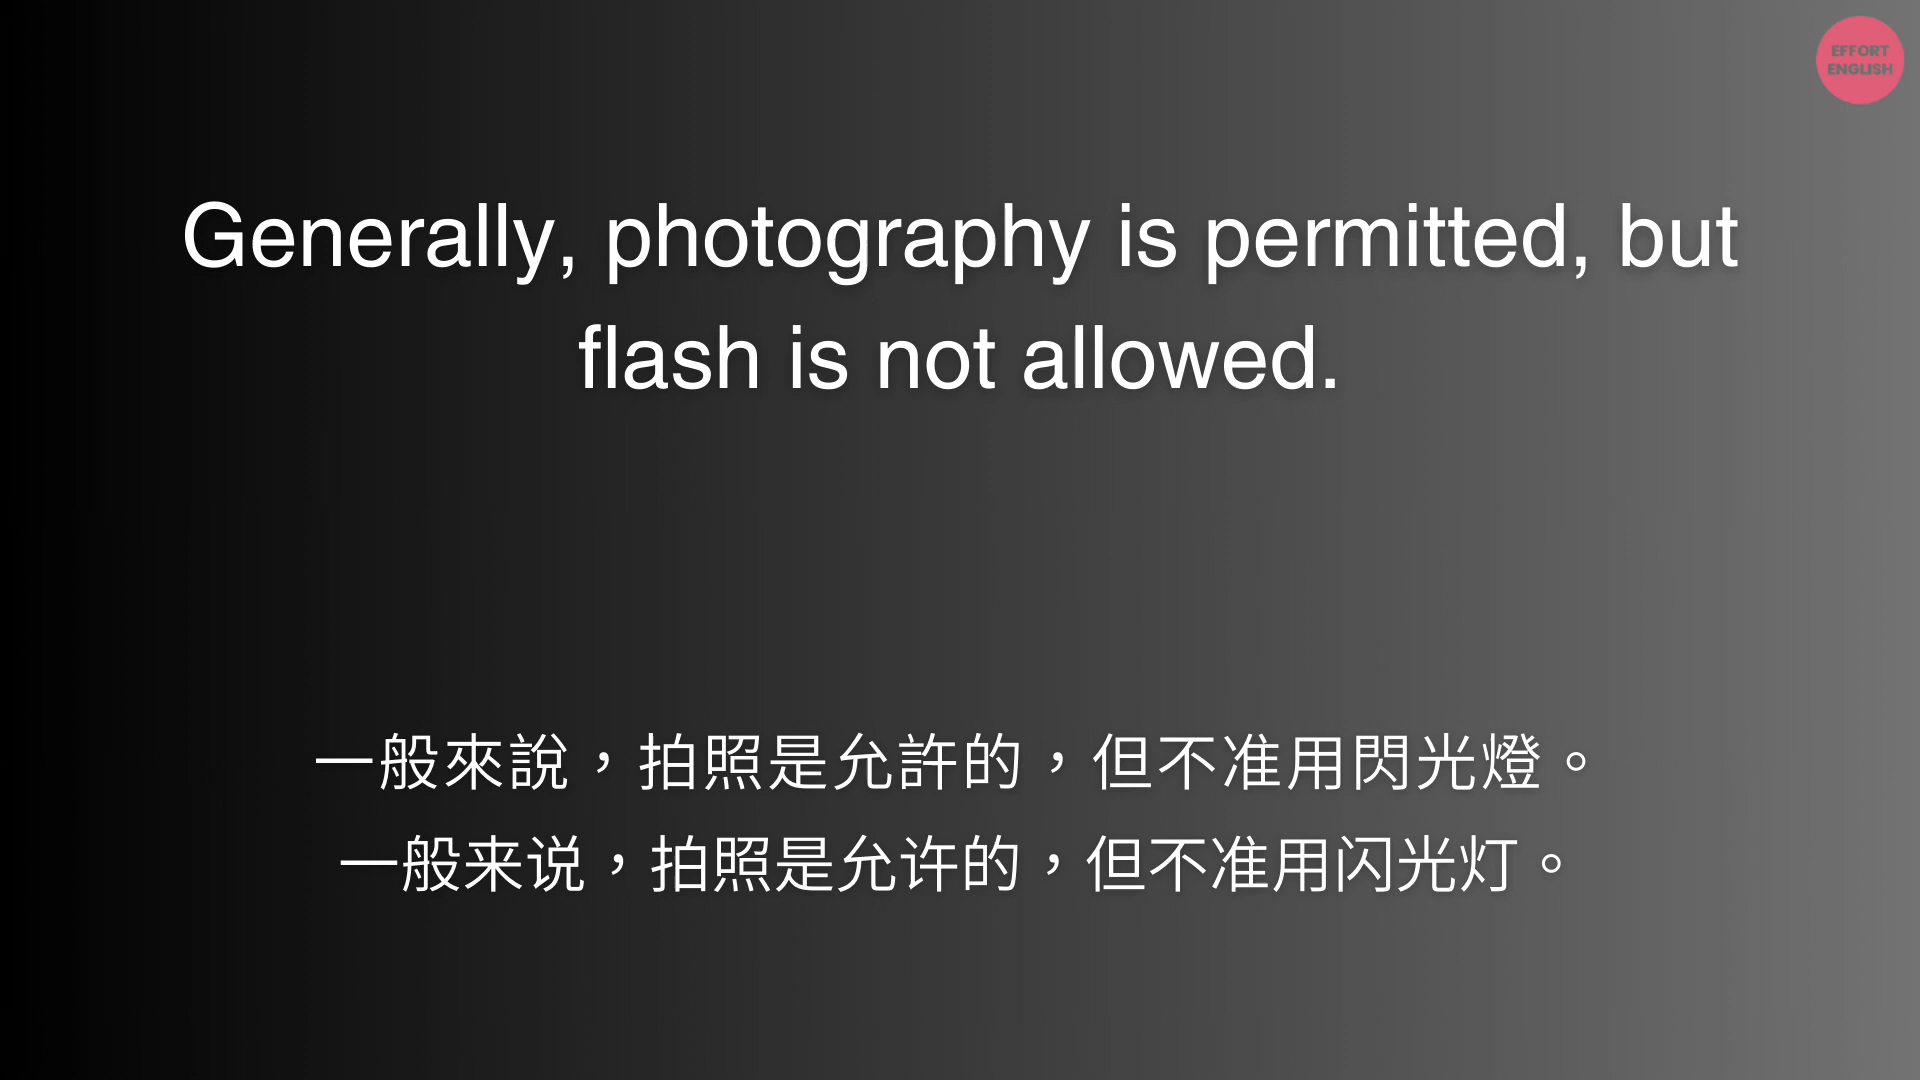 EFFORT
ENGLISH
Generally, photography is permitted, but
flash is not allowed.
一般來說，拍照是允許的，但不准用閃光燈。
一般来说，拍照是允许的，但不准用闪光灯。